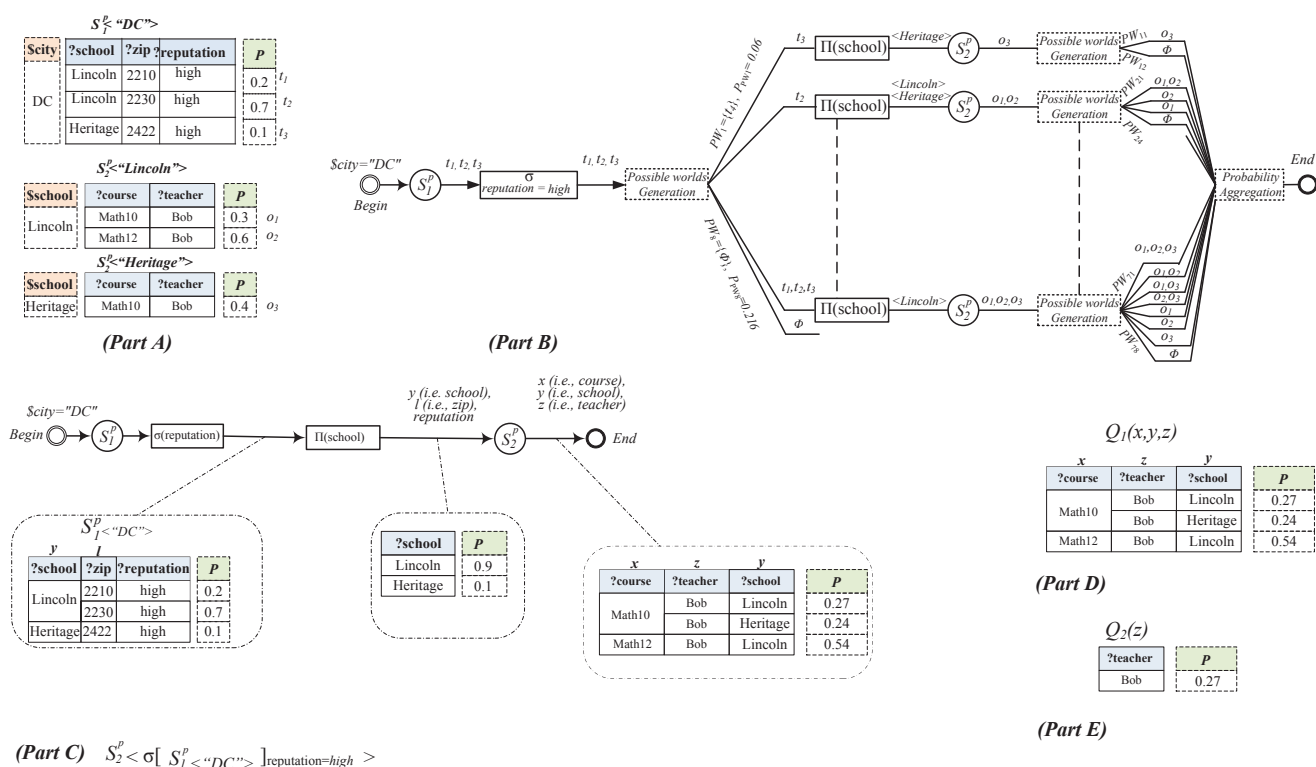 S₁ᵖ<“DC”>
$city
?school ?zip ?reputation P
DC
Lincoln 2210 high 0.2 t₁
Lincoln 2230 high 0.7 t₂
Heritage 2422 high 0.1 t₃
S₂ᵖ<“Lincoln”>
$school ?course ?teacher P
Lincoln
Math10 Bob 0.3 o₁
Math12 Bob 0.6 o₂
S₂ᵖ<“Heritage”>
$school ?course ?teacher P
Heritage Math10 Bob 0.4 o₃
(Part A)
$city="DC"
Begin
S₁ᵖ
t₁, t₂, t₃
σ
reputation = high
t₁, t₂, t₃
Possible worlds
Generation
PW₁={t₄}, P_PW₁= 0.06
PW₈={Φ}, P_PW₈=0.216
t₃
Π(school)
<Heritage>
S₂ᵖ
o₃
Possible worlds
Generation
PW₁₁
o₃
Φ
PW₁₂
t₂
Π(school)
<Lincoln>
<Heritage>
S₂ᵖ
o₁,o₂
Possible worlds
Generation
PW₂₁
o₁,o₂
o₂
o₁
Φ
PW₂₄
t₁,t₂,t₃
Π(school)
<Lincoln>
S₂ᵖ
o₁,o₂,o₃
Possible worlds
Generation
Φ
PW₇₁
o₁,o₂,o₃
o₁,o₂
o₁,o₃
o₂,o₃
o₁
o₂
o₃
Φ
PW₇₈
Probability
Aggregation
End
(Part B)
$city="DC"
Begin
S₁ᵖ
σ(reputation)
Π(school)
y (i.e. school),
l (i.e., zip),
reputation
S₂ᵖ
x (i.e., course),
y (i.e., school),
z (i.e., teacher)
End
S₁ᵖ<“DC”>
y l
?school ?zip ?reputation P
Lincoln
2210 high 0.2
2230 high 0.7
Heritage 2422 high 0.1
?school P
Lincoln 0.9
Heritage 0.1
x z y
?course ?teacher ?school P
Math10
Bob Lincoln 0.27
Bob Heritage 0.24
Math12 Bob Lincoln 0.54
Q₁(x,y,z)
x z y
?course ?teacher ?school P
Math10
Bob Lincoln 0.27
Bob Heritage 0.24
Math12 Bob Lincoln 0.54
(Part D)
Q₂(z)
?teacher P
Bob 0.27
(Part E)
(Part C) S₂ᵖ < σ[ S₁ᵖ<“DC”> ]reputation=high >